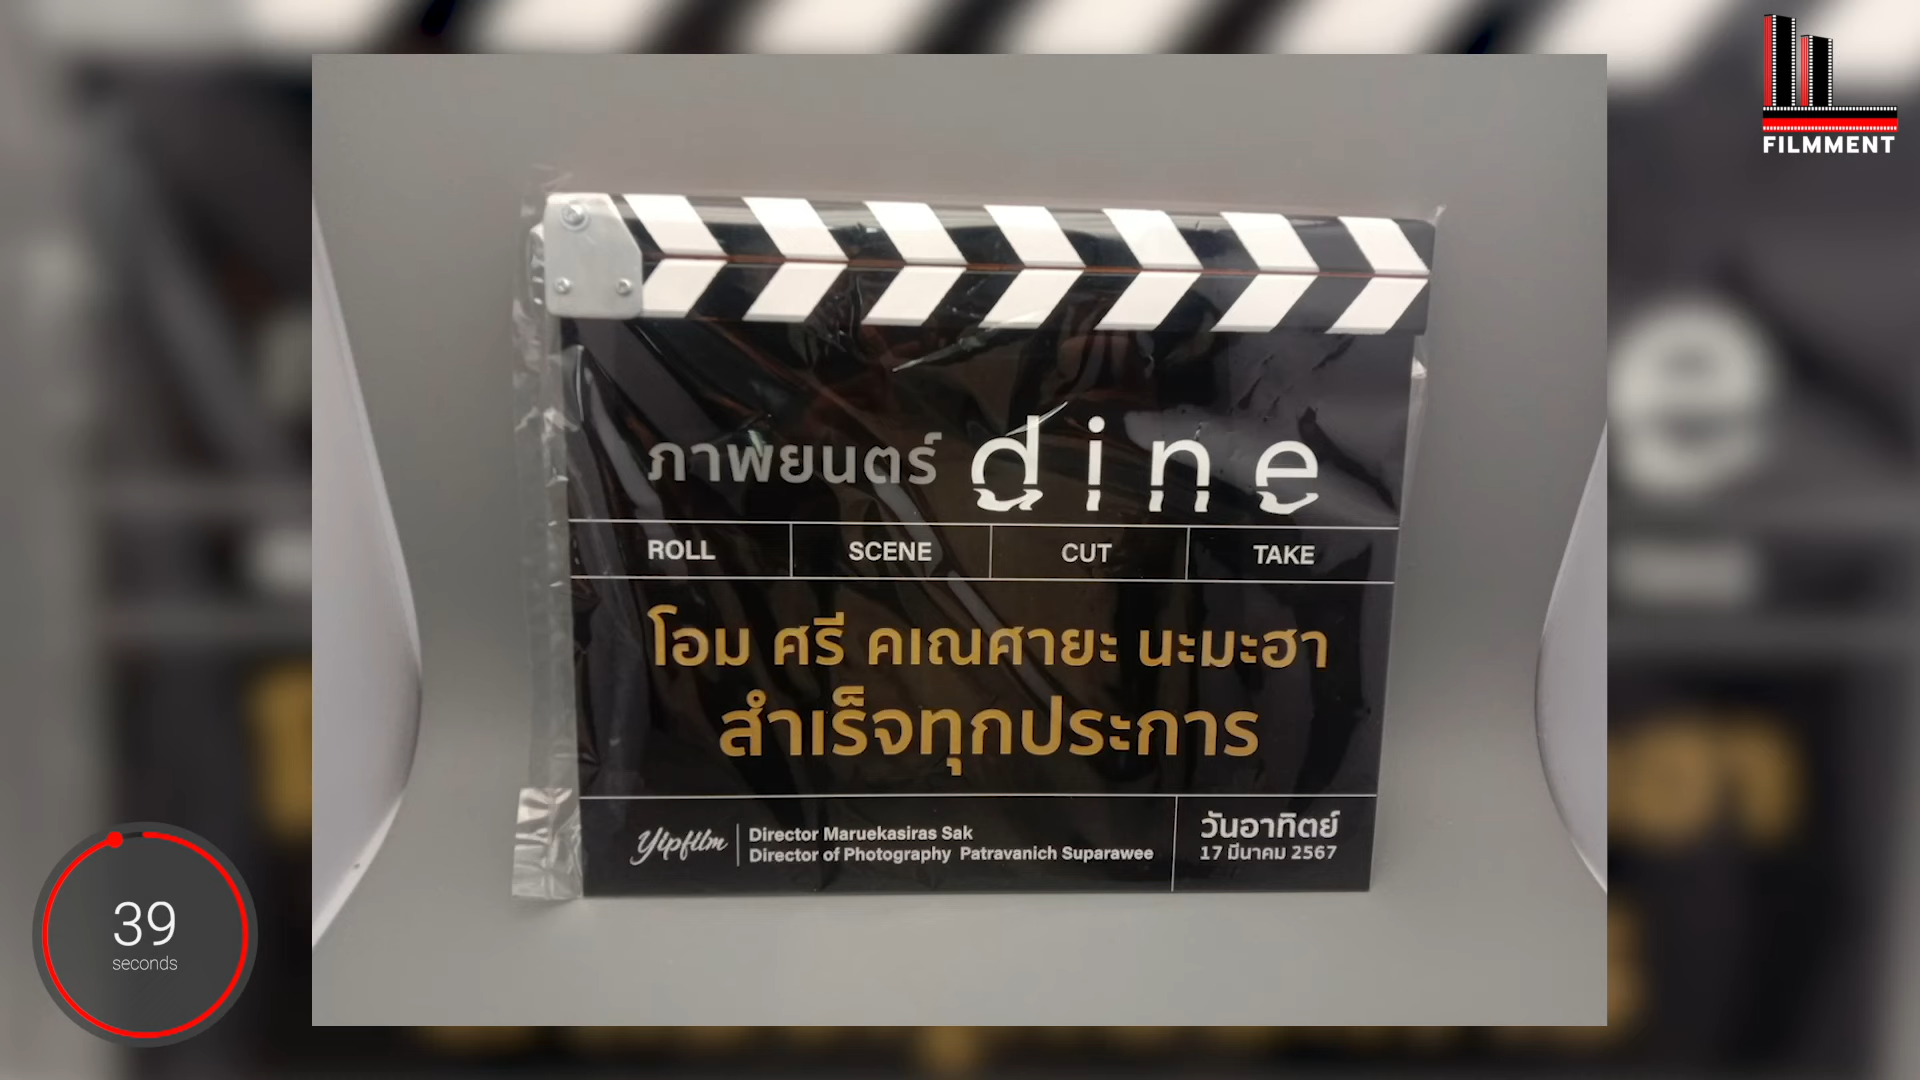 FILMMENT
ภาพยนตร์ dine
ROLL SCENE CUT TAKE
โอม ศรี คเณศายะ นะมะฮา
สำเร็จทุกประการ
Yipfilm
Director Maruekasiras Sak
Director of Photography Patravanich Suparawee
วันอาทิตย์
17 มีนาคม 2567
39
seconds